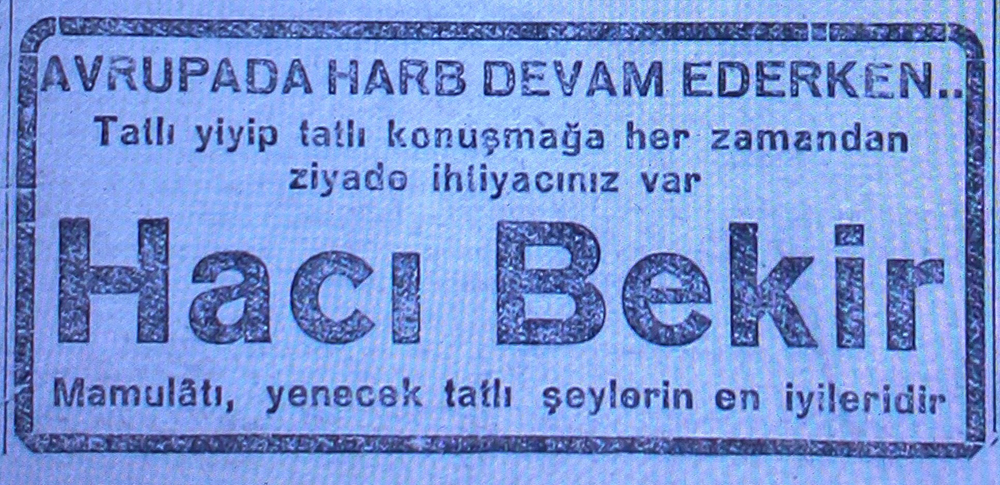 AVRUPADA HARB DEVAM EDERKEN..
Tatlı yiyip tatlı konuşmağa her zamandan
ziyade ihtiyacınız var
Hacı Bekir
Mamulâtı, yenecek tatlı şeylerin en iyileridir